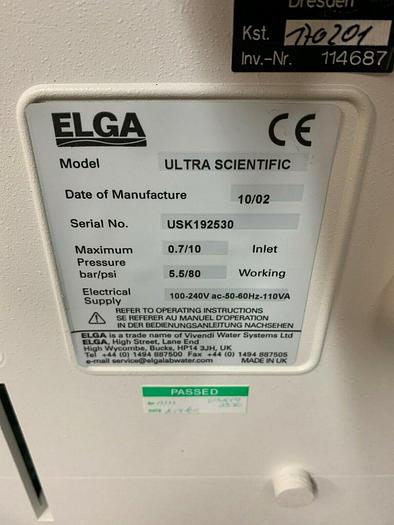 Dresden
Kst. 170201
Inv.-Nr. 114687
ELGA CE
Model ULTRA SCIENTIFIC
Date of Manufacture 10/02
Serial No. USK192530
Maximum 0.7/10 Inlet
Pressure
bar/psi 5.5/80 Working
Electrical
Supply 100-240V ac-50-60Hz-110VA
REFER TO OPERATING INSTRUCTIONS
SE REFERER AU MANUEL D'OPERATION
IN DER BEDIENUNGSANLEITUNG NACHSEHEN
ELGA is a trade name of Vivendi Water Systems Ltd
ELGA, High Street, Lane End
High Wycombe, Bucks, HP14 3JH, UK
Tel +44 (0) 1494 887500 Fax +44 (0) 1494 887505
e-mail service@elgalabwater.com MADE IN UK
PASSED
DATE